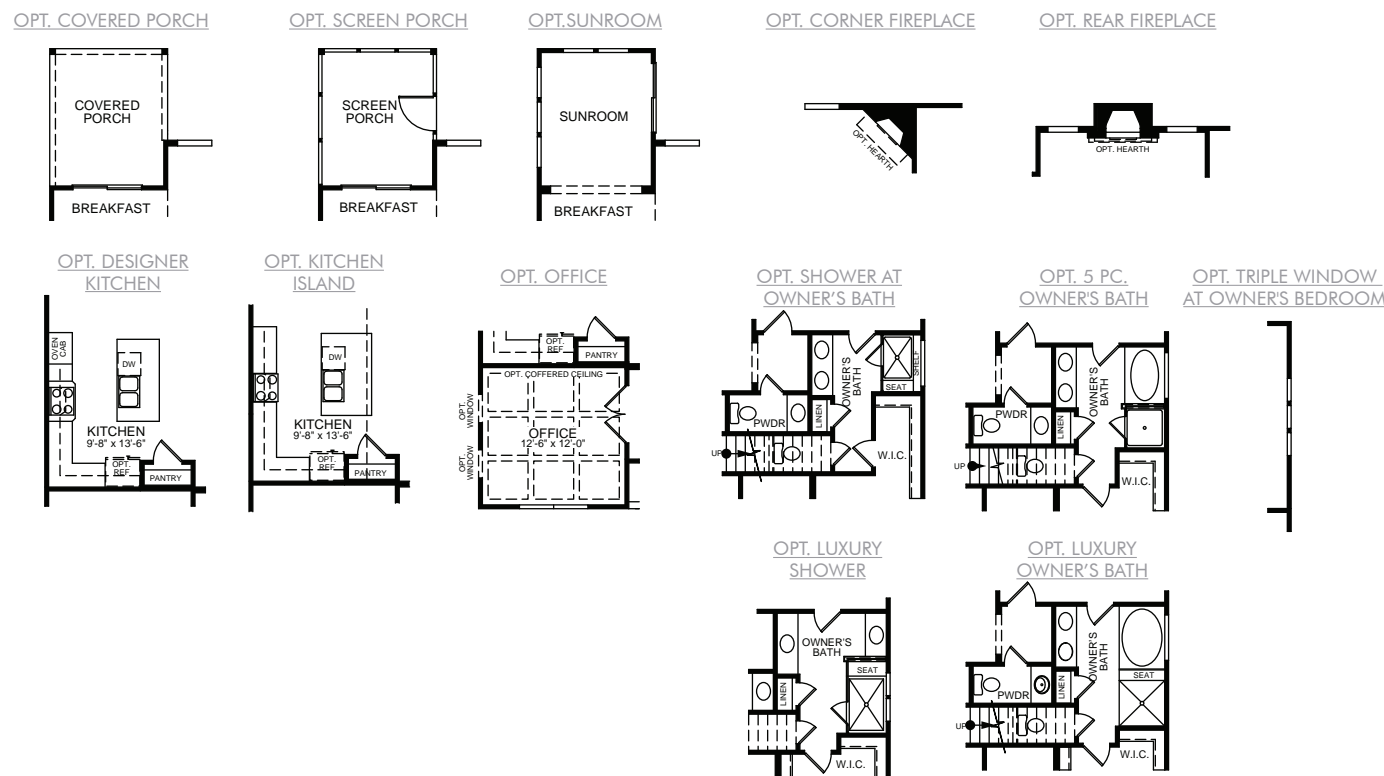 OPT. COVERED PORCH
COVERED
PORCH
BREAKFAST
OPT. SCREEN PORCH
SCREEN
PORCH
BREAKFAST
OPT.SUNROOM
SUNROOM
BREAKFAST
OPT. CORNER FIREPLACE
OPT. HEARTH
OPT. REAR FIREPLACE
OPT. HEARTH
OPT. DESIGNER
KITCHEN
OVEN
CAB
DW
KITCHEN
9'-8" x 13'-6"
OPT.
REF.
PANTRY
OPT. KITCHEN
ISLAND
DW
KITCHEN
9'-8" x 13'-6"
OPT.
REF.
PANTRY
OPT. OFFICE
OPT.
REF.
PANTRY
OPT. COFFERED CEILING
OPT.
WINDOW
OPT.
WINDOW
OFFICE
12'-6" x 12'-0"
OPT. SHOWER AT
OWNER’S BATH
OWNER'S
BATH
SHELF
SEAT
PWDR
LINEN
UP
W.I.C.
OPT. 5 PC.
OWNER'S BATH
OWNER'S
BATH
PWDR
LINEN
UP
W.I.C.
OPT. TRIPLE WINDOW
AT OWNER'S BEDROOM
OPT. LUXURY
SHOWER
OWNER'S
BATH
SEAT
LINEN
W.I.C.
OPT. LUXURY
OWNER’S BATH
OWNER'S
BATH
SEAT
PWDR
LINEN
UP
W.I.C.